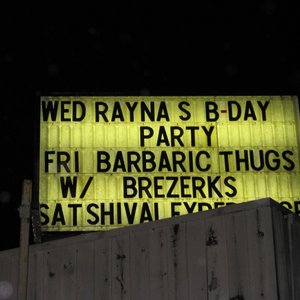 WED RAYNA S B-DAY
PARTY
FRI BARBARIC THUGS
W/ BREZERKS
SAT SHIVAL